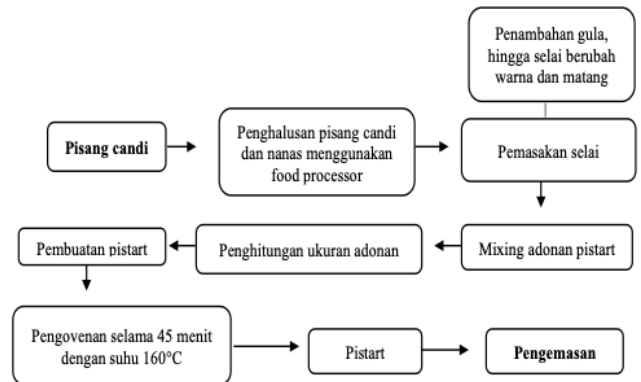 Penambahan gula,
hingga selai berubah
warna dan matang
Pisang candi
Penghalusan pisang candi
dan nanas menggunakan
food processor
Pemasakan selai
Pembuatan pistart
Penghitungan ukuran adonan
Mixing adonan pistart
Pengovenan selama 45 menit
dengan suhu 160°C
Pistart
Pengemasan